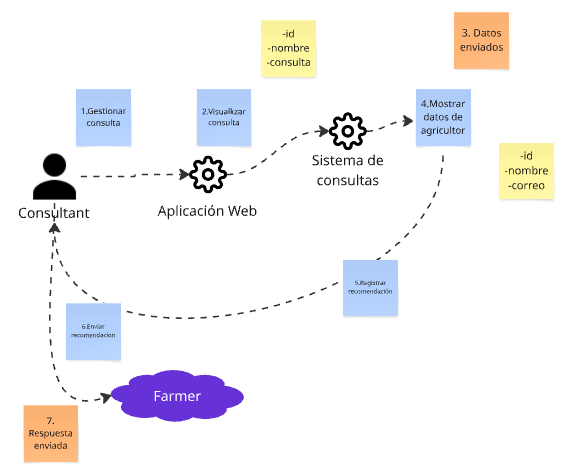 -id
-nombre
-consulta
3. Datos
enviados
1.Gestionar
consulta
2.Visualkzar
consulta
4.Mostrar
datos de
agricultor
Sistema de
consultas
-id
-nombre
-correo
Consultant
Aplicación Web
5.Registrar
recomendación
6.Enviar
recomendacion
Farmer
7.
Respuesta
enviada